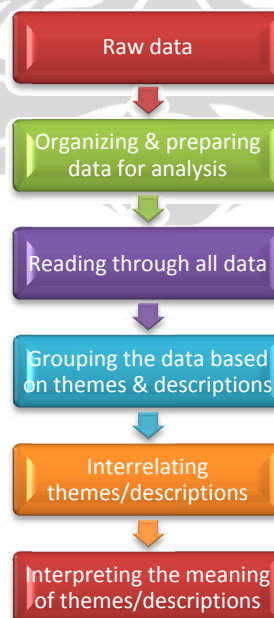 Raw data
Organizing & preparing
data for analysis
Reading through all data
Grouping the data based
on themes & descriptions
Interrelating
themes/descriptions
Interpreting the meaning
of themes/descriptions